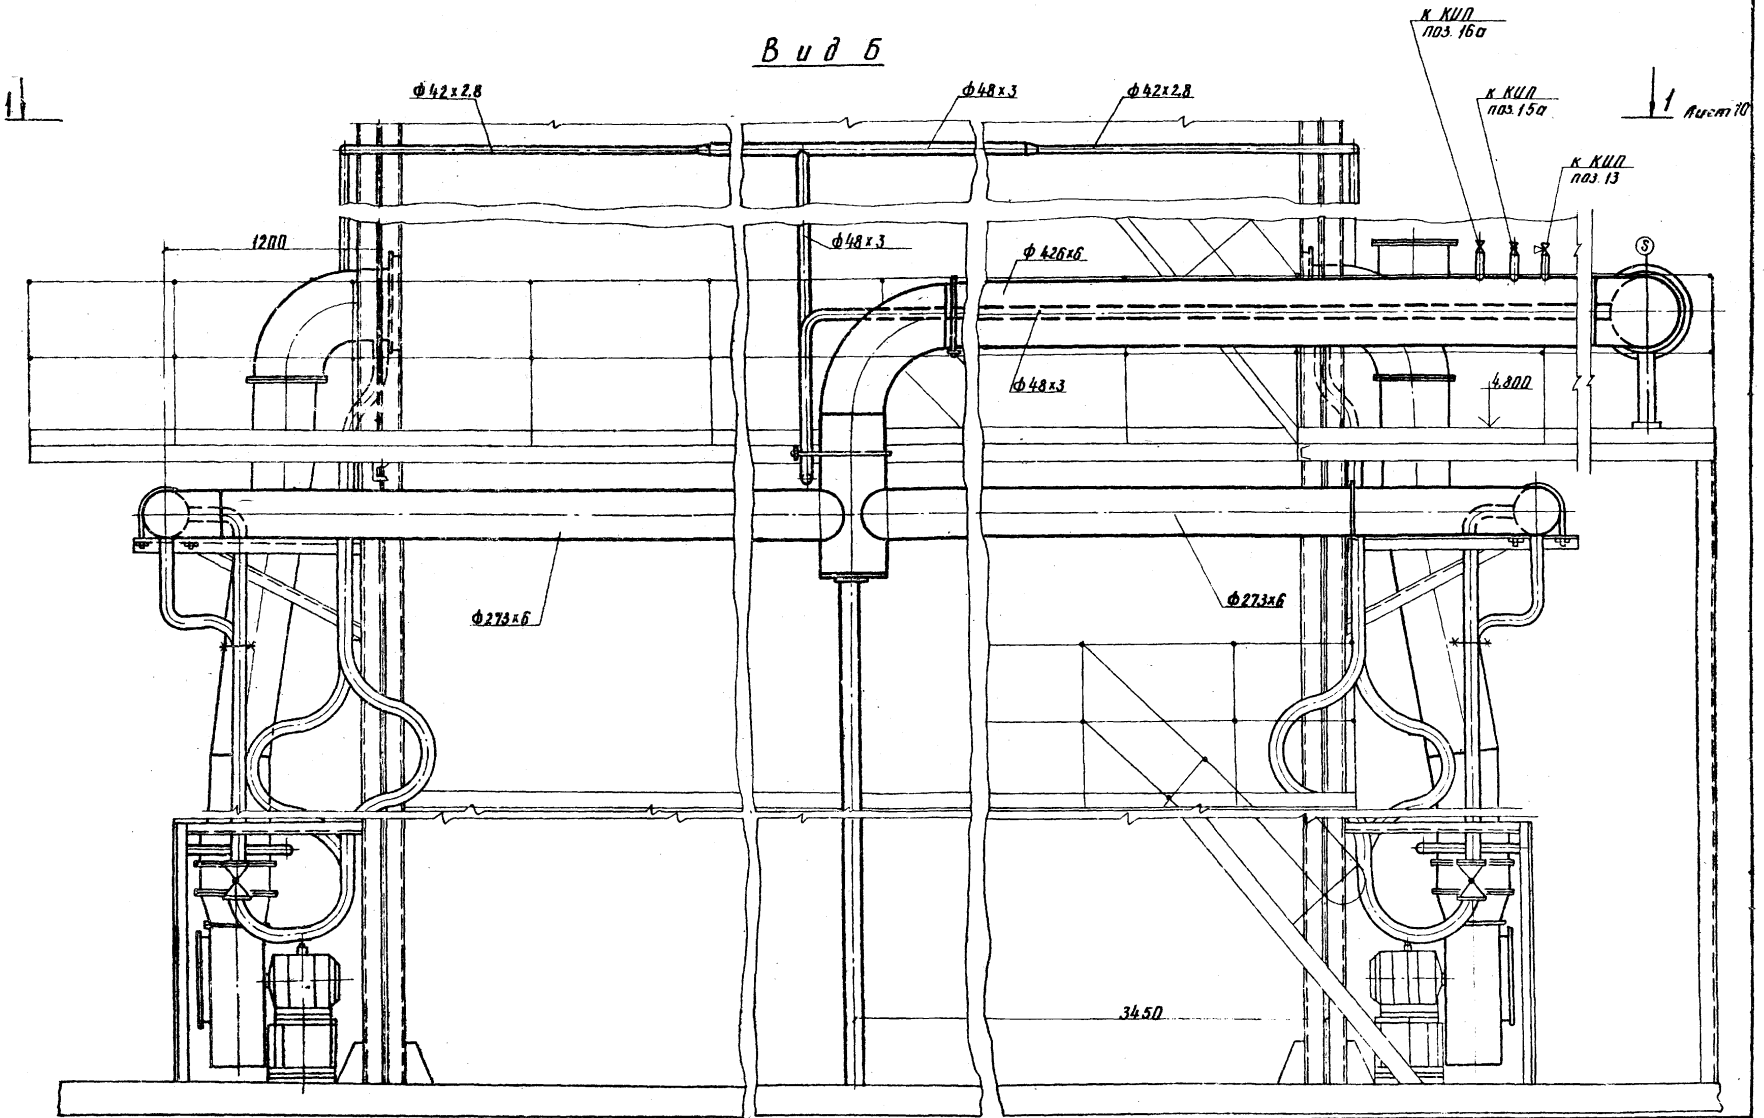 к КИП
поз. 16а
Вид Б
1
ф42х2,8
ф48х3
ф42х2,8
к КИП
поз. 15а
1 Лист 10
к КИП
поз. 13
1200
ф48х3
ф426х6
S
ф48х3
4.800
ф273х6
ф273х6
3450